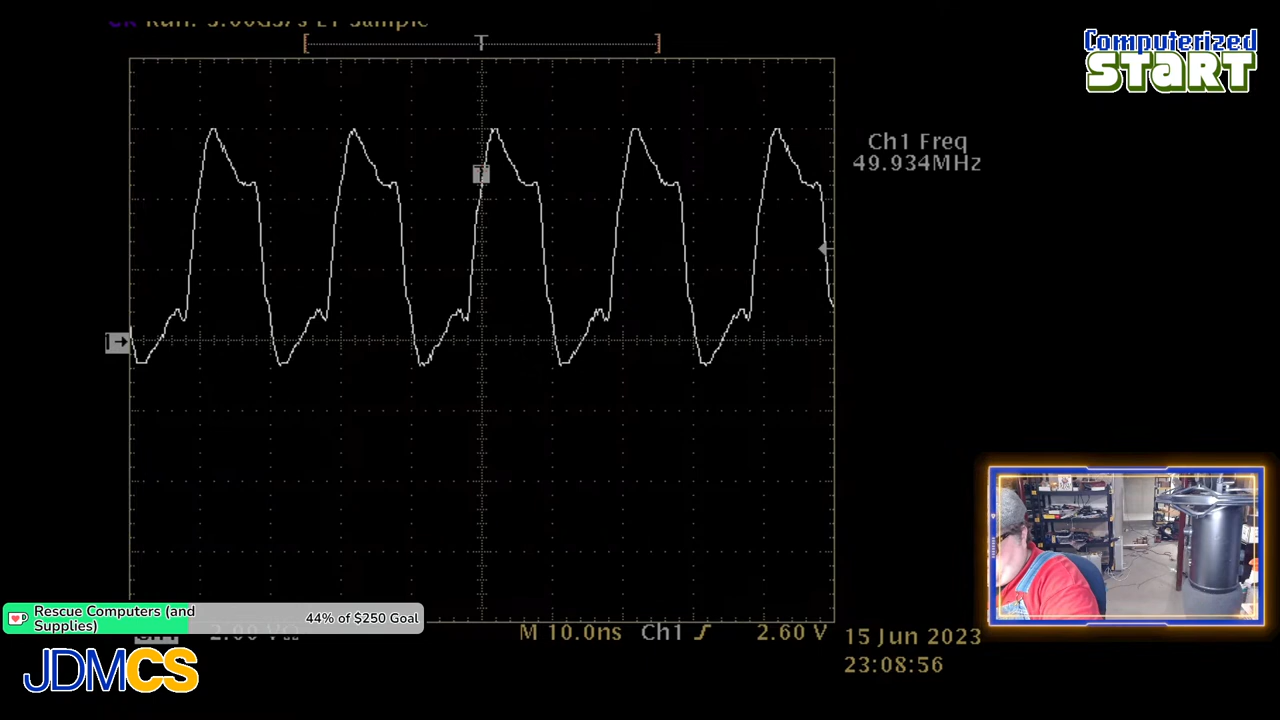 Computerized
START
T
Ch1 Freq
49.934MHz
T
1→
Rescue Computers (and
Supplies)
44% of $250 Goal
M 10.0ns
Ch1
2.60 V
15 Jun 2023
23:08:56
JDMCS